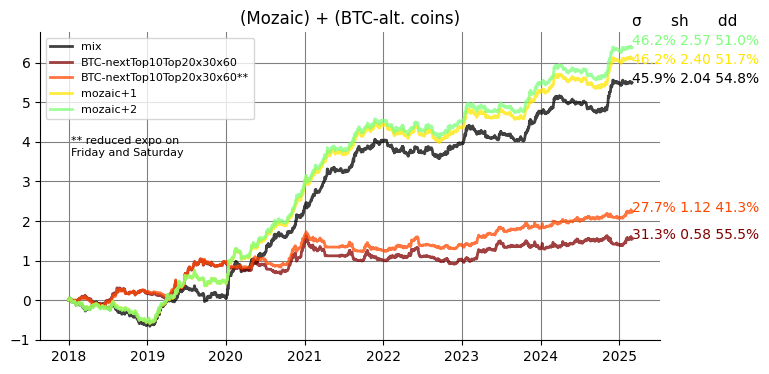 (Mozaic) + (BTC-alt. coins)
σ sh dd
mix
BTC-nextTop10Top20x30x60
BTC-nextTop10Top20x30x60**
mozaic+1
mozaic+2
** reduced expo on
Friday and Saturday
46.2% 2.57 51.0%
46.2% 2.40 51.7%
45.9% 2.04 54.8%
27.7% 1.12 41.3%
31.3% 0.58 55.5%
6
5
4
3
2
1
0
−1
2018 2019 2020 2021 2022 2023 2024 2025